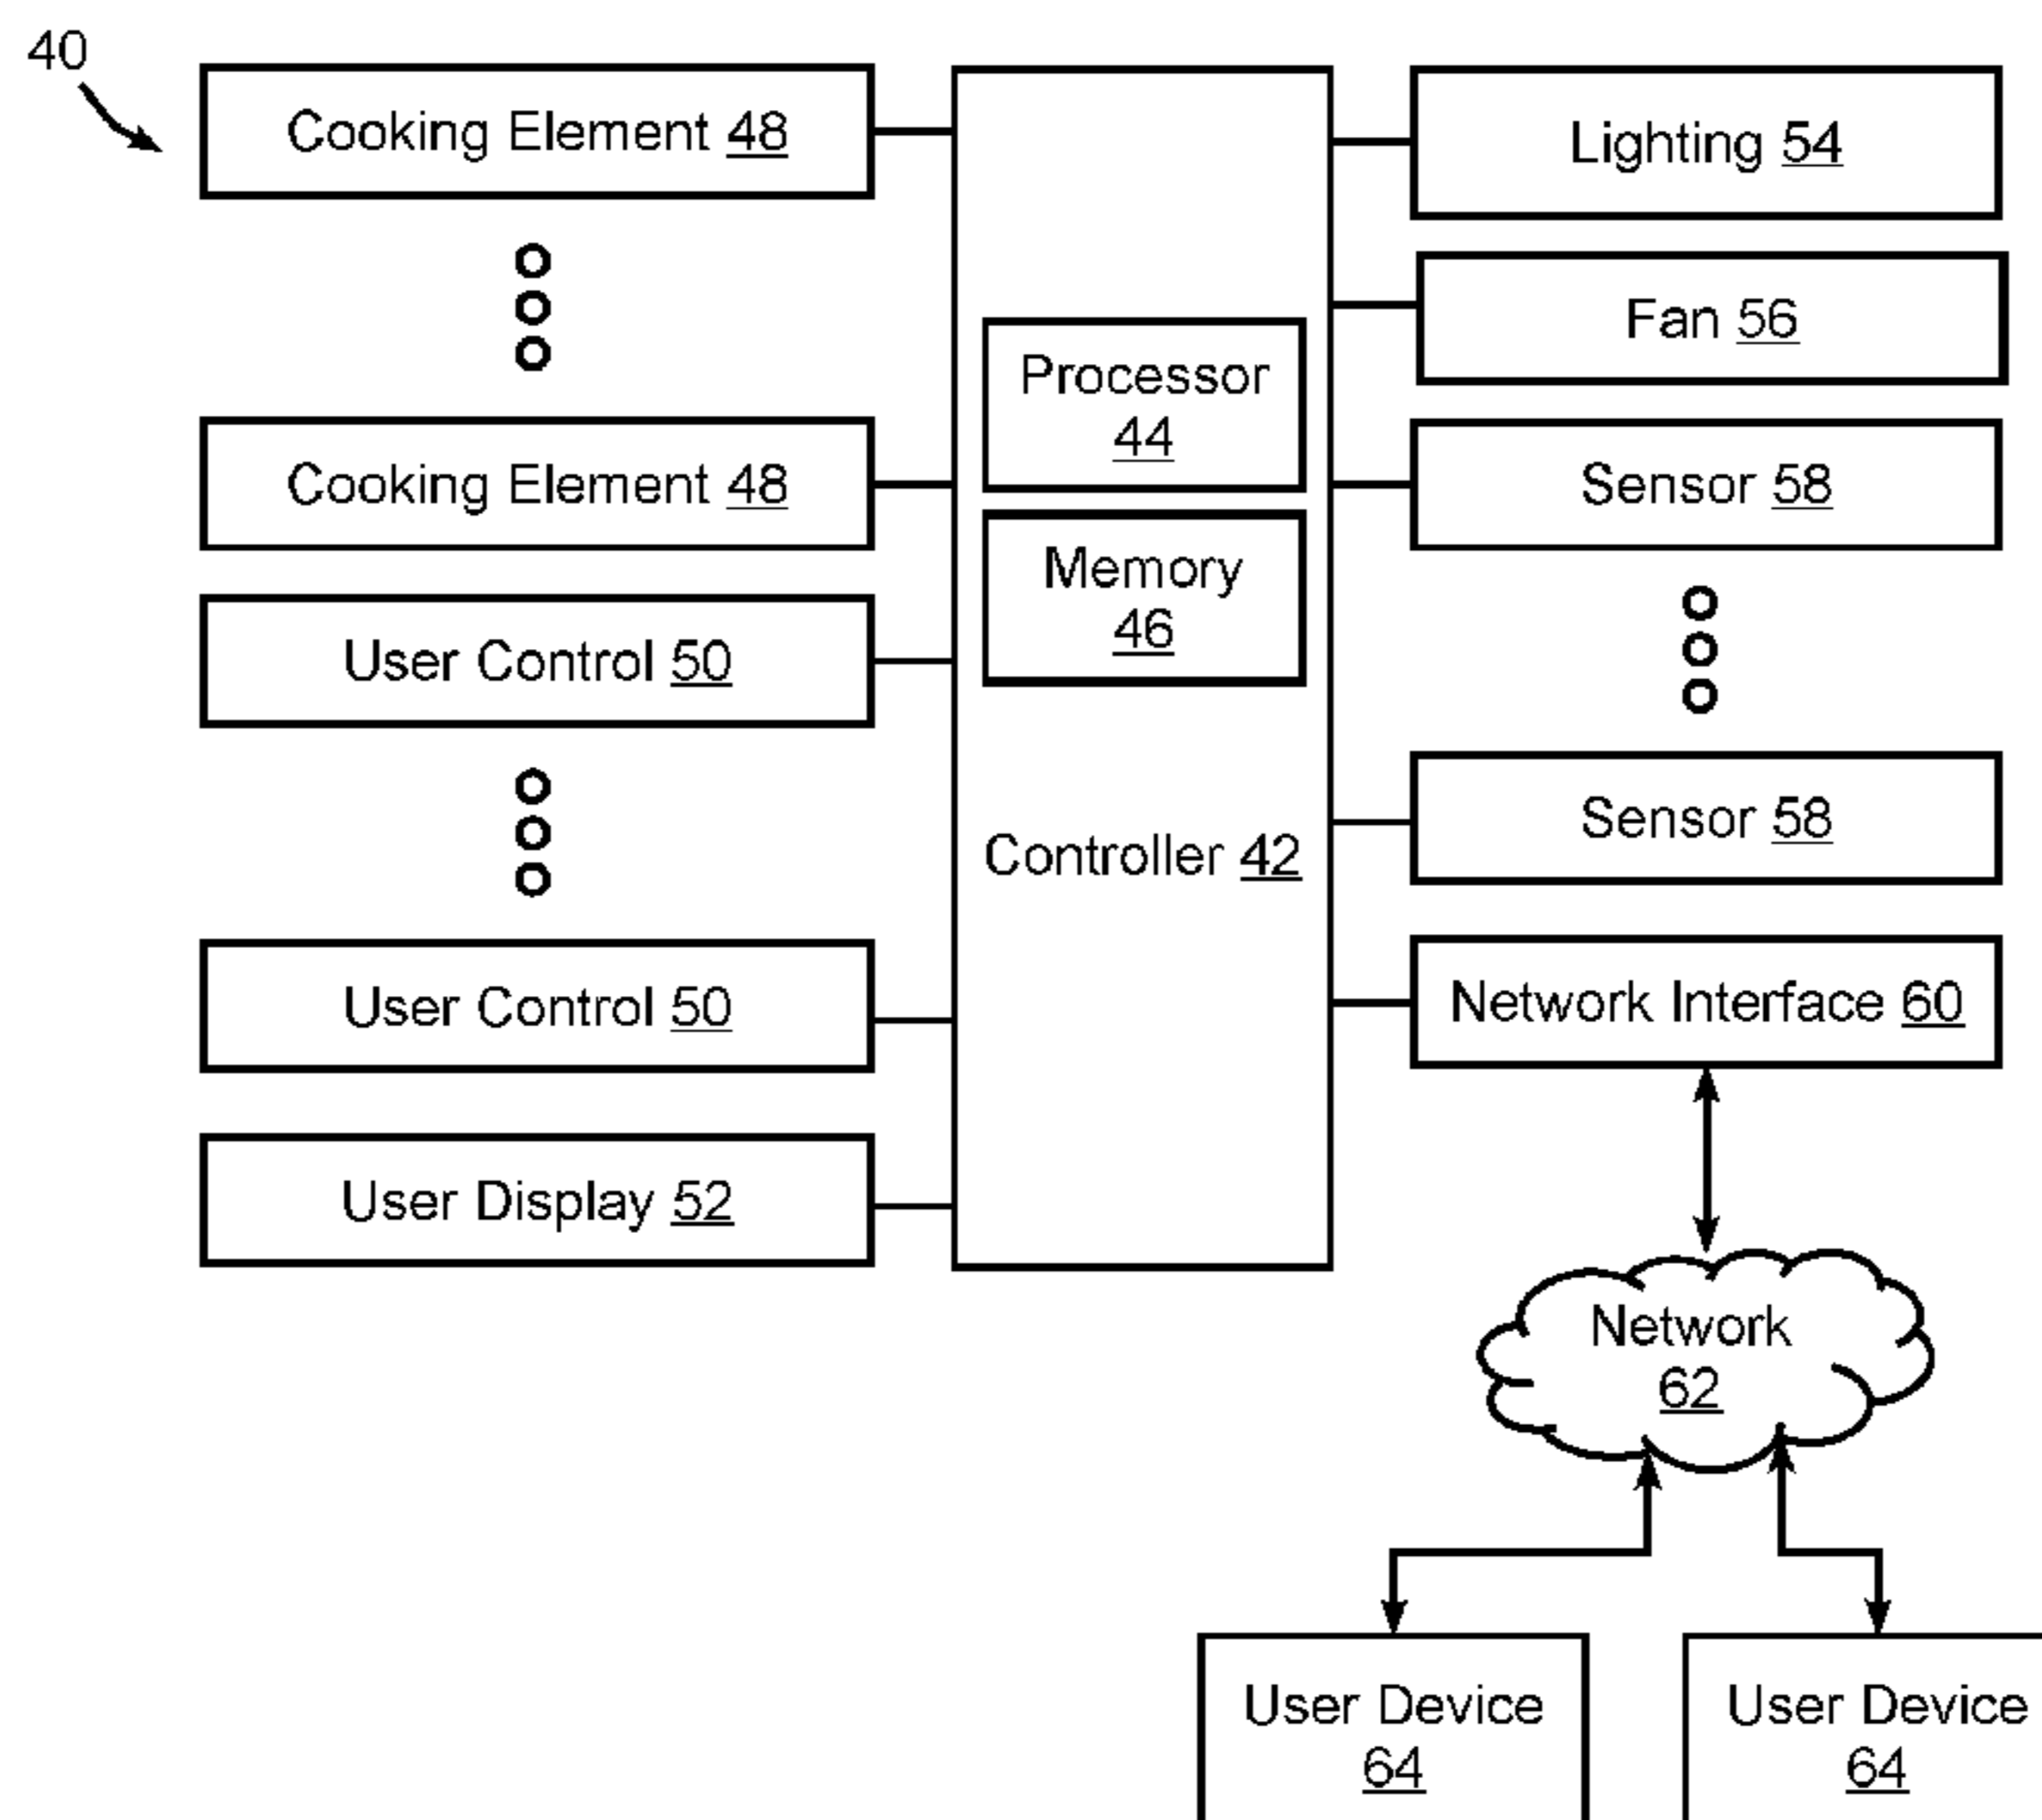 40
Cooking Element 48
Cooking Element 48
User Control 50
User Control 50
User Display 52
Processor
44
Memory
46
Controller 42
Lighting 54
Fan 56
Sensor 58
Sensor 58
Network Interface 60
Network
62
User Device
64
User Device
64